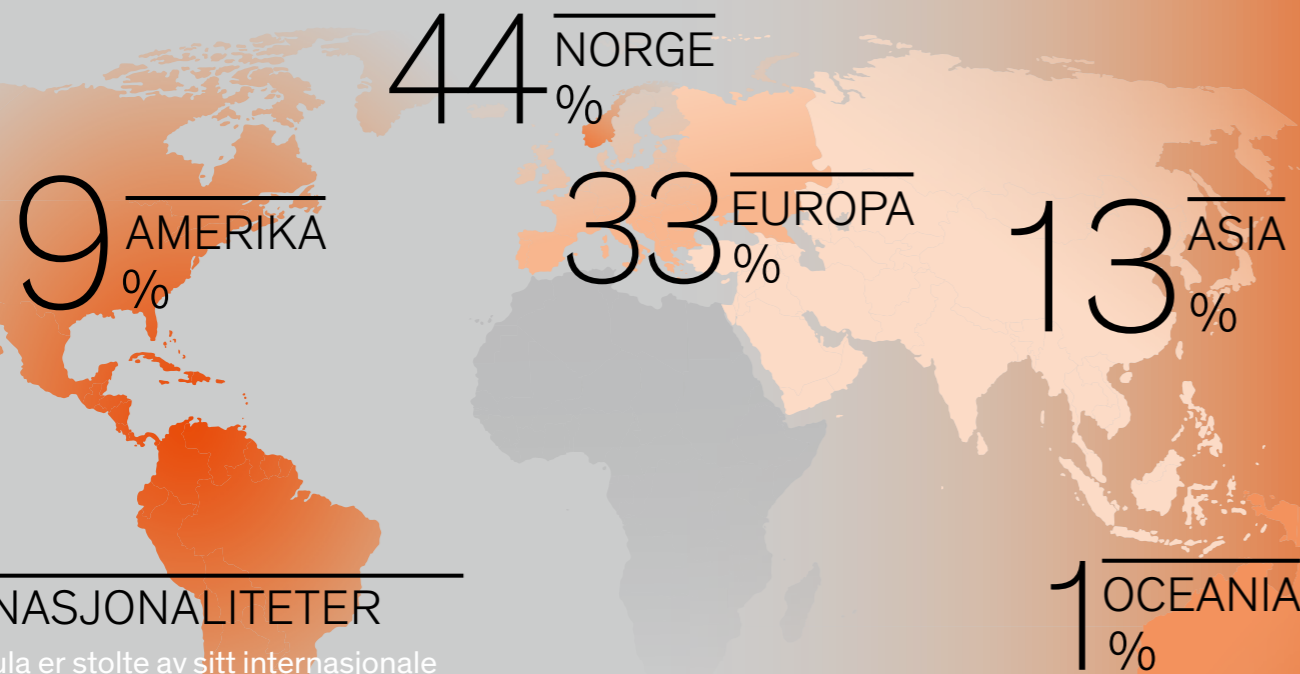 44 NORGE
%
9 AMERIKA
%
33 EUROPA
%
13 ASIA
%
NASJONALITETER
er stolte av sitt internasjonale
1 OCEANIA
%